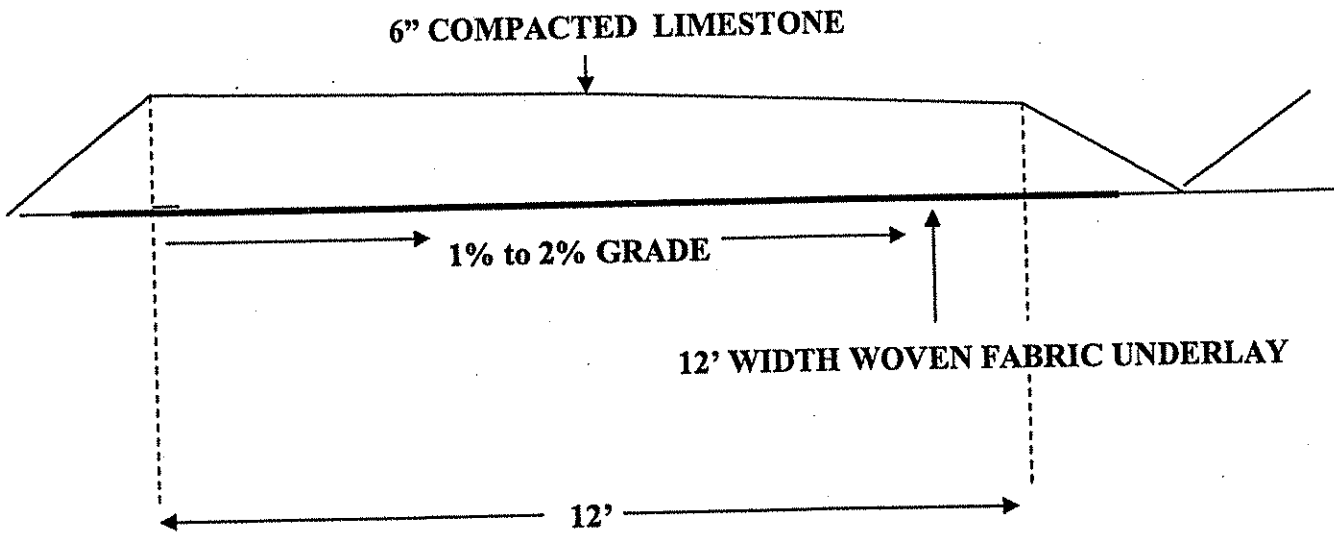 6” COMPACTED LIMESTONE
1% to 2% GRADE
12’ WIDTH WOVEN FABRIC UNDERLAY
12’